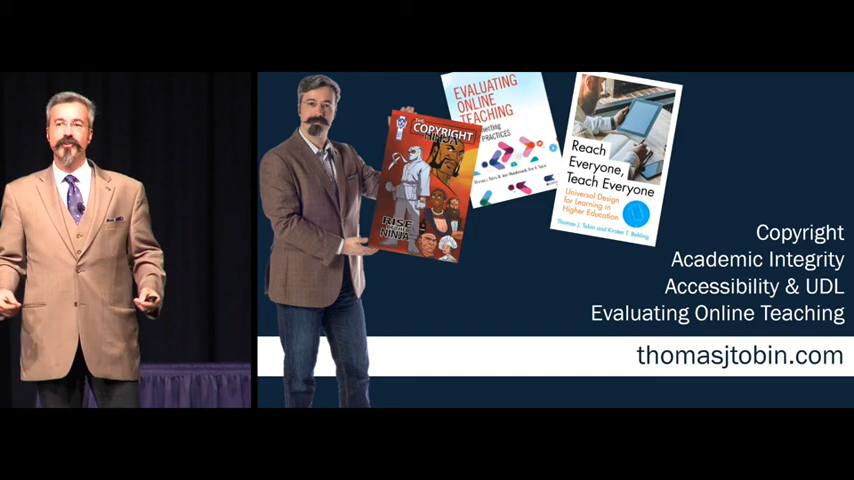 THE
COPYRIGHT
NINJA
RISE
NINJA
EVALUATING
ONLINE
TEACHING
PRACTICES
Reach
Everyone,
Teach Everyone
Universal Design
for Learning in
Higher Education
Thomas J. Tobin and Kirsten T. Behling
Copyright
Academic Integrity
Accessibility & UDL
Evaluating Online Teaching
thomasjtobin.com